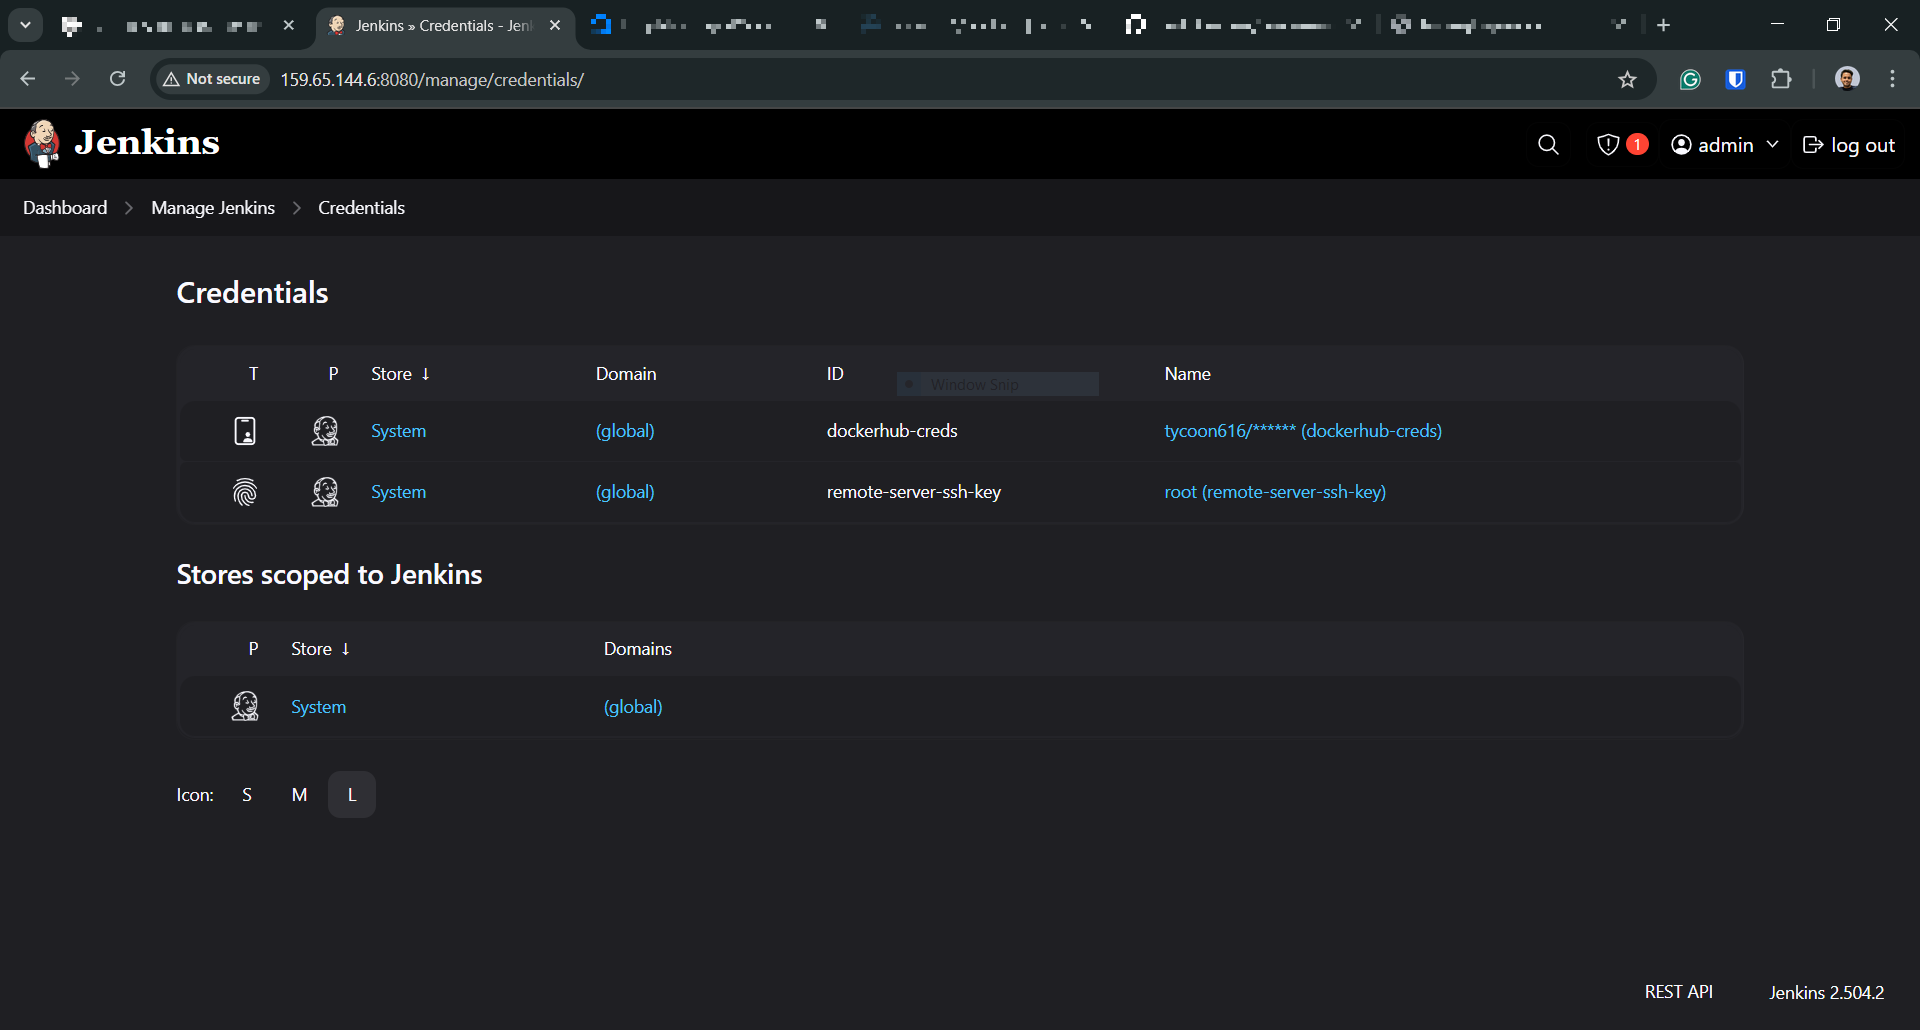 Jenkins » Credentials - Jen
Not secure
159.65.144.6:8080/manage/credentials/
Jenkins
1
admin
log out
Dashboard
Manage Jenkins
Credentials
Credentials
T P Store ↓ Domain ID Name
Window Snip
System (global) dockerhub-creds tycoon616/****** (dockerhub-creds)
System (global) remote-server-ssh-key root (remote-server-ssh-key)
Stores scoped to Jenkins
P Store ↓ Domains
System (global)
Icon: S M L
REST API
Jenkins 2.504.2